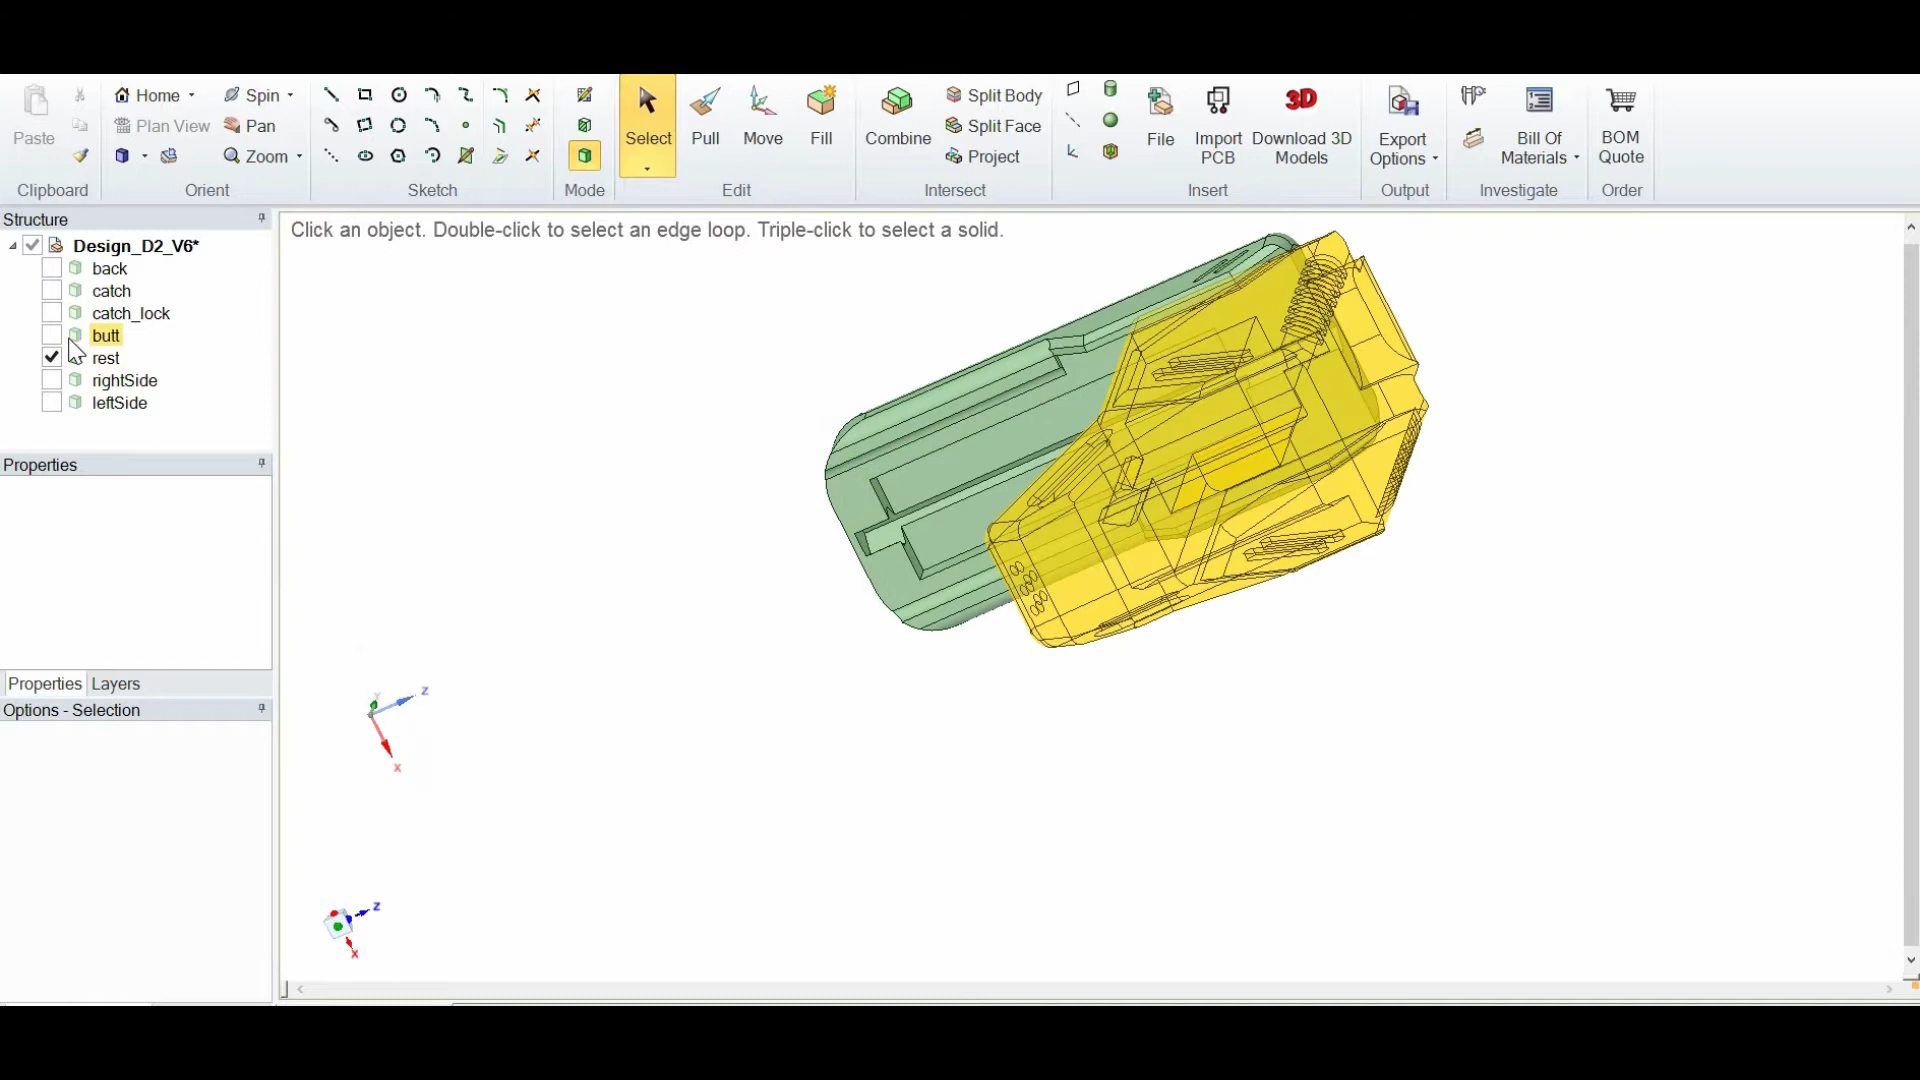 Paste
Clipboard
Home
Spin
Plan View
Pan
Zoom
Orient
Sketch
Mode
Select
Pull
Move
Fill
Edit
Combine
Split Body
Split Face
Project
Intersect
File
Import PCB
3D
Download 3D Models
Insert
Export Options
Output
Bill Of Materials
Investigate
BOM Quote
Order
Structure
Design_D2_V6*
back
catch
catch_lock
butt
rest
rightSide
leftSide
Properties
Properties Layers
Options - Selection
Click an object. Double-click to select an edge loop. Triple-click to select a solid.
Y
Z
X
Z
X